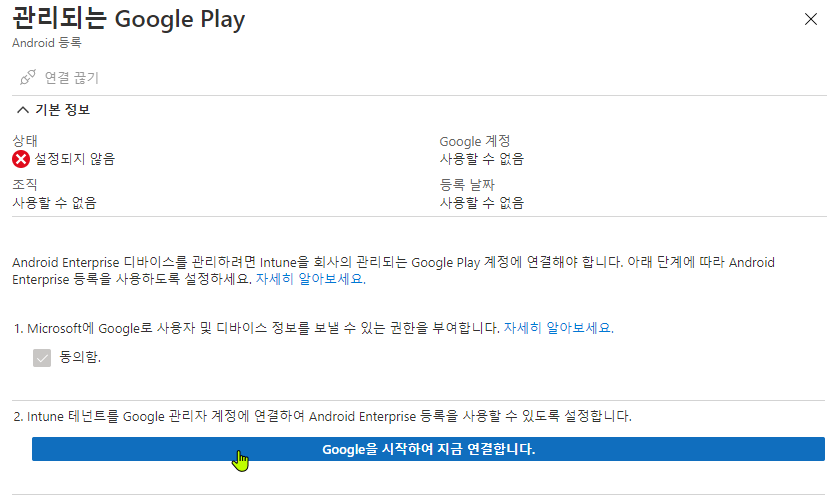 관리되는 Google Play
Android 등록
연결 끊기
기본 정보
상태
설정되지 않음
Google 계정
사용할 수 없음
조직
사용할 수 없음
등록 날짜
사용할 수 없음
Android Enterprise 디바이스를 관리하려면 Intune을 회사의 관리되는 Google Play 계정에 연결해야 합니다. 아래 단계에 따라 Android
Enterprise 등록을 사용하도록 설정하세요. 자세히 알아보세요.
1. Microsoft에 Google로 사용자 및 디바이스 정보를 보낼 수 있는 권한을 부여합니다. 자세히 알아보세요.
동의함.
2. Intune 테넌트를 Google 관리자 계정에 연결하여 Android Enterprise 등록을 사용할 수 있도록 설정합니다.
Google을 시작하여 지금 연결합니다.